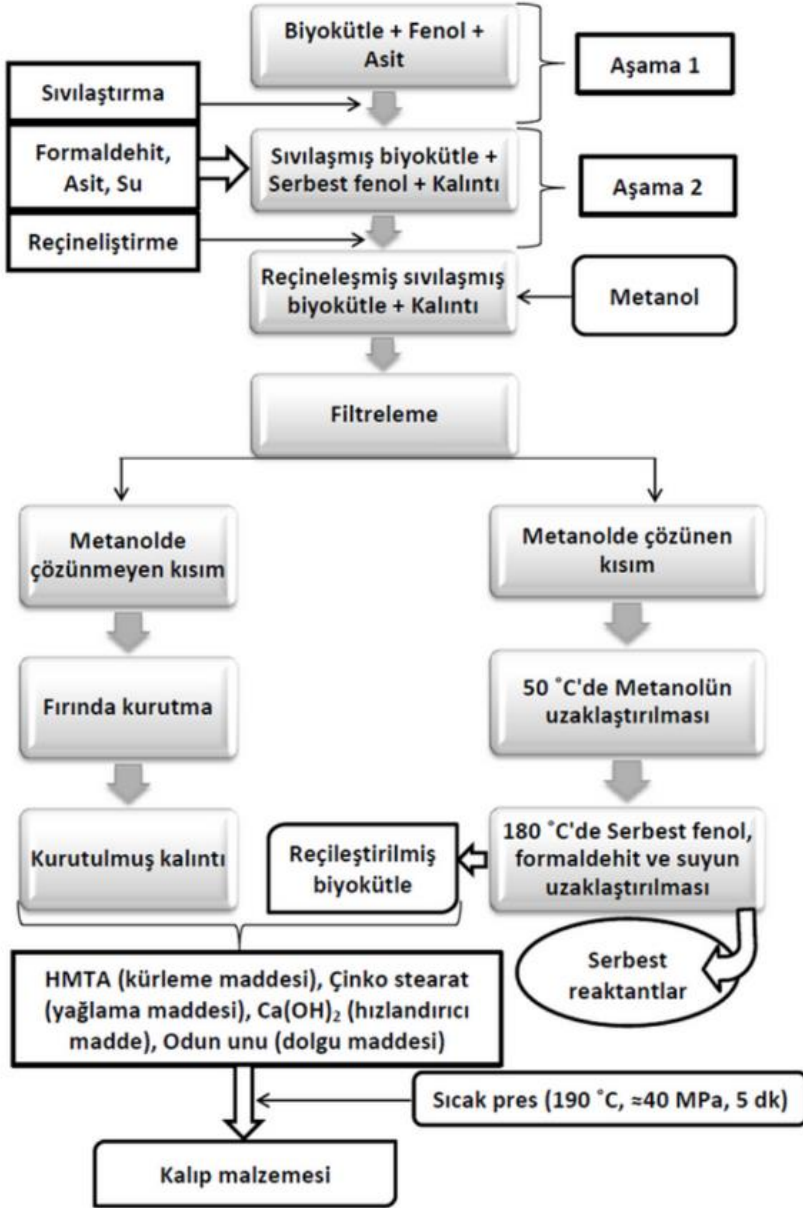 Biyokütle + Fenol +
Asit
Aşama 1
Sıvılaştırma
Formaldehit,
Asit, Su
Sıvılaşmış biyokütle +
Serbest fenol + Kalıntı
Aşama 2
Reçineliştirme
Reçineleşmiş sıvılaşmış
biyokütle + Kalıntı
Metanol
Filtreleme
Metanolde
çözünmeyen kısım
Metanolde çözünen
kısım
Fırında kurutma
50 °C'de Metanolün
uzaklaştırılması
Kurutulmuş kalıntı
Reçileştirilmiş
biyokütle
180 °C'de Serbest fenol,
formaldehit ve suyun
uzaklaştırılması
Serbest
reaktantlar
HMTA (kürleme maddesi), Çinko stearat
(yağlama maddesi), Ca(OH)₂ (hızlandırıcı
madde), Odun unu (dolgu maddesi)
Sıcak pres (190 °C, ≈40 MPa, 5 dk)
Kalıp malzemesi